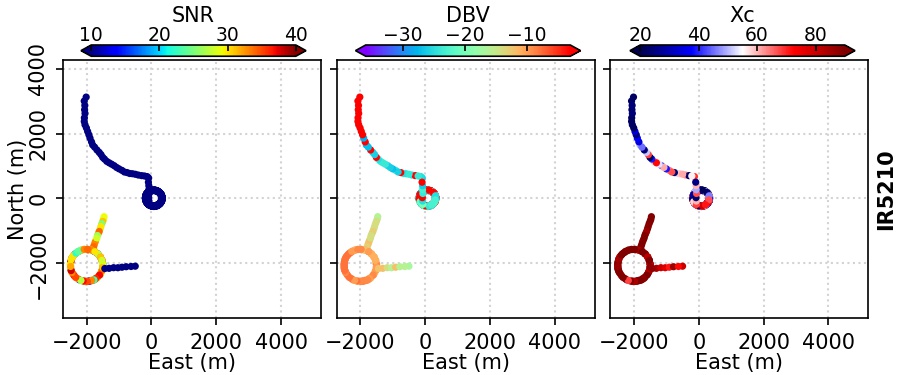 SNR DBV Xc
10 20 30 40 −30 −20 −10 20 40 60 80
4000
2000
0
−2000
North (m)
IR5210
−2000 0 2000 4000 −2000 0 2000 4000 −2000 0 2000 4000
East (m) East (m) East (m)